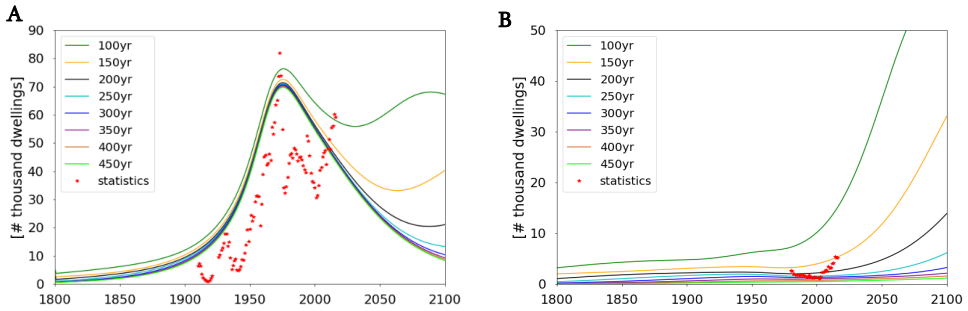 A
[# thousand dwellings]
90
80
70
60
50
40
30
20
10
0
100yr
150yr
200yr
250yr
300yr
350yr
400yr
450yr
statistics
1800
1850
1900
1950
2000
2050
2100
B
[# thousand dwellings]
50
40
30
20
10
0
100yr
150yr
200yr
250yr
300yr
350yr
400yr
450yr
statistics
1800
1850
1900
1950
2000
2050
2100